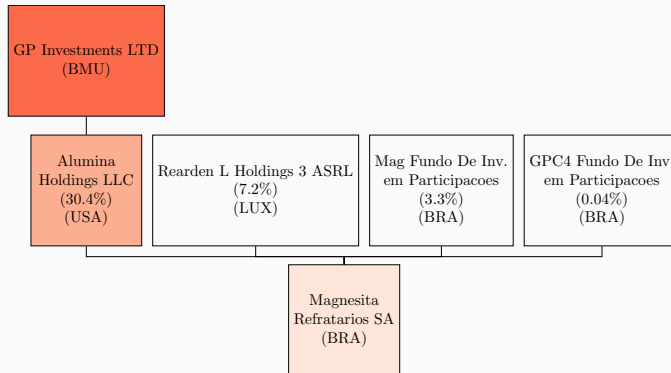 GP Investments LTD
(BMU)
Alumina
Holdings LLC
(30.4%)
(USA)
Rearden L Holdings 3 ASRL
(7.2%)
(LUX)
Mag Fundo De Inv.
em Participacoes
(3.3%)
(BRA)
GPC4 Fundo De Inv
em Participacoes
(0.04%)
(BRA)
Magnesita
Refratarios SA
(BRA)